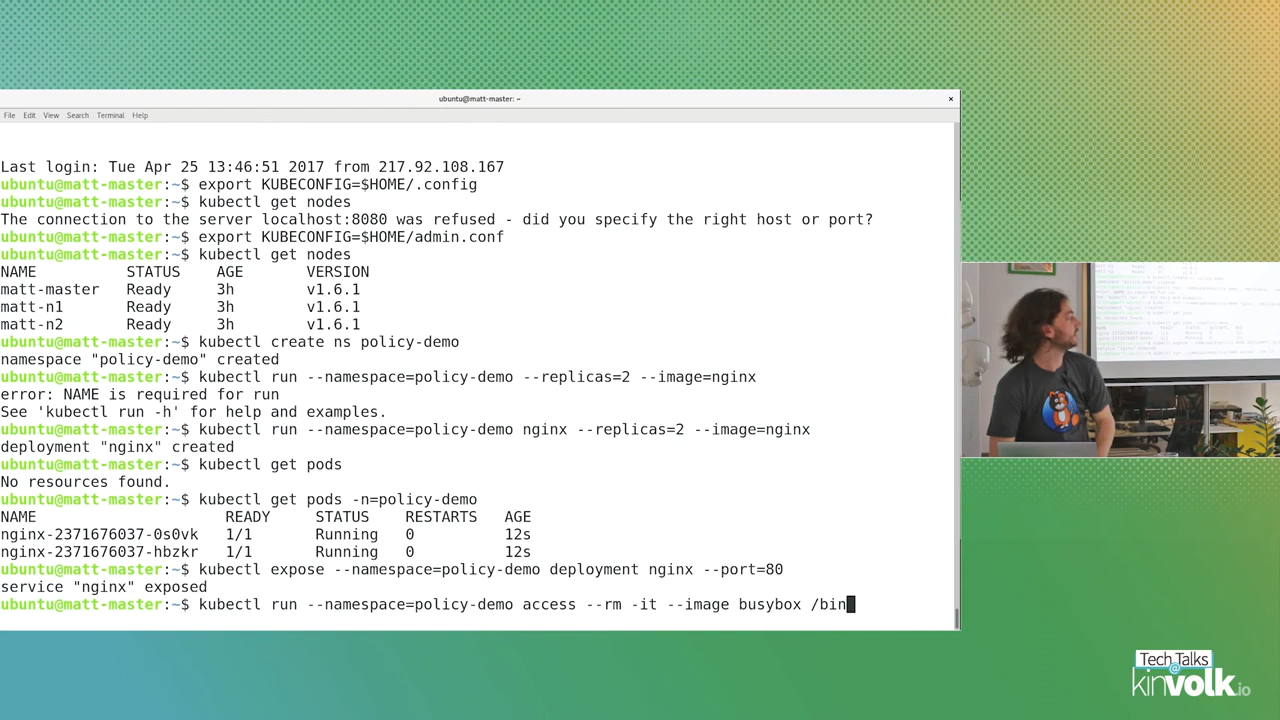 ubuntu@matt-master: ~
File Edit View Search Terminal Help
Last login: Tue Apr 25 13:46:51 2017 from 217.92.108.167
ubuntu@matt-master:~$ export KUBECONFIG=$HOME/.config
ubuntu@matt-master:~$ kubectl get nodes
The connection to the server localhost:8080 was refused - did you specify the right host or port?
ubuntu@matt-master:~$ export KUBECONFIG=$HOME/admin.conf
ubuntu@matt-master:~$ kubectl get nodes
NAME STATUS AGE VERSION
matt-master Ready 3h v1.6.1
matt-n1 Ready 3h v1.6.1
matt-n2 Ready 3h v1.6.1
ubuntu@matt-master:~$ kubectl create ns policy-demo
namespace "policy-demo" created
ubuntu@matt-master:~$ kubectl run --namespace=policy-demo --replicas=2 --image=nginx
error: NAME is required for run
See 'kubectl run -h' for help and examples.
ubuntu@matt-master:~$ kubectl run --namespace=policy-demo nginx --replicas=2 --image=nginx
deployment "nginx" created
ubuntu@matt-master:~$ kubectl get pods
No resources found.
ubuntu@matt-master:~$ kubectl get pods -n=policy-demo
NAME READY STATUS RESTARTS AGE
nginx-2371676037-0s0vk 1/1 Running 0 12s
nginx-2371676037-hbzkr 1/1 Running 0 12s
ubuntu@matt-master:~$ kubectl expose --namespace=policy-demo deployment nginx --port=80
service "nginx" exposed
ubuntu@matt-master:~$ kubectl run --namespace=policy-demo access --rm -it --image busybox /bin
Tech Talks
@
kinvolk.io